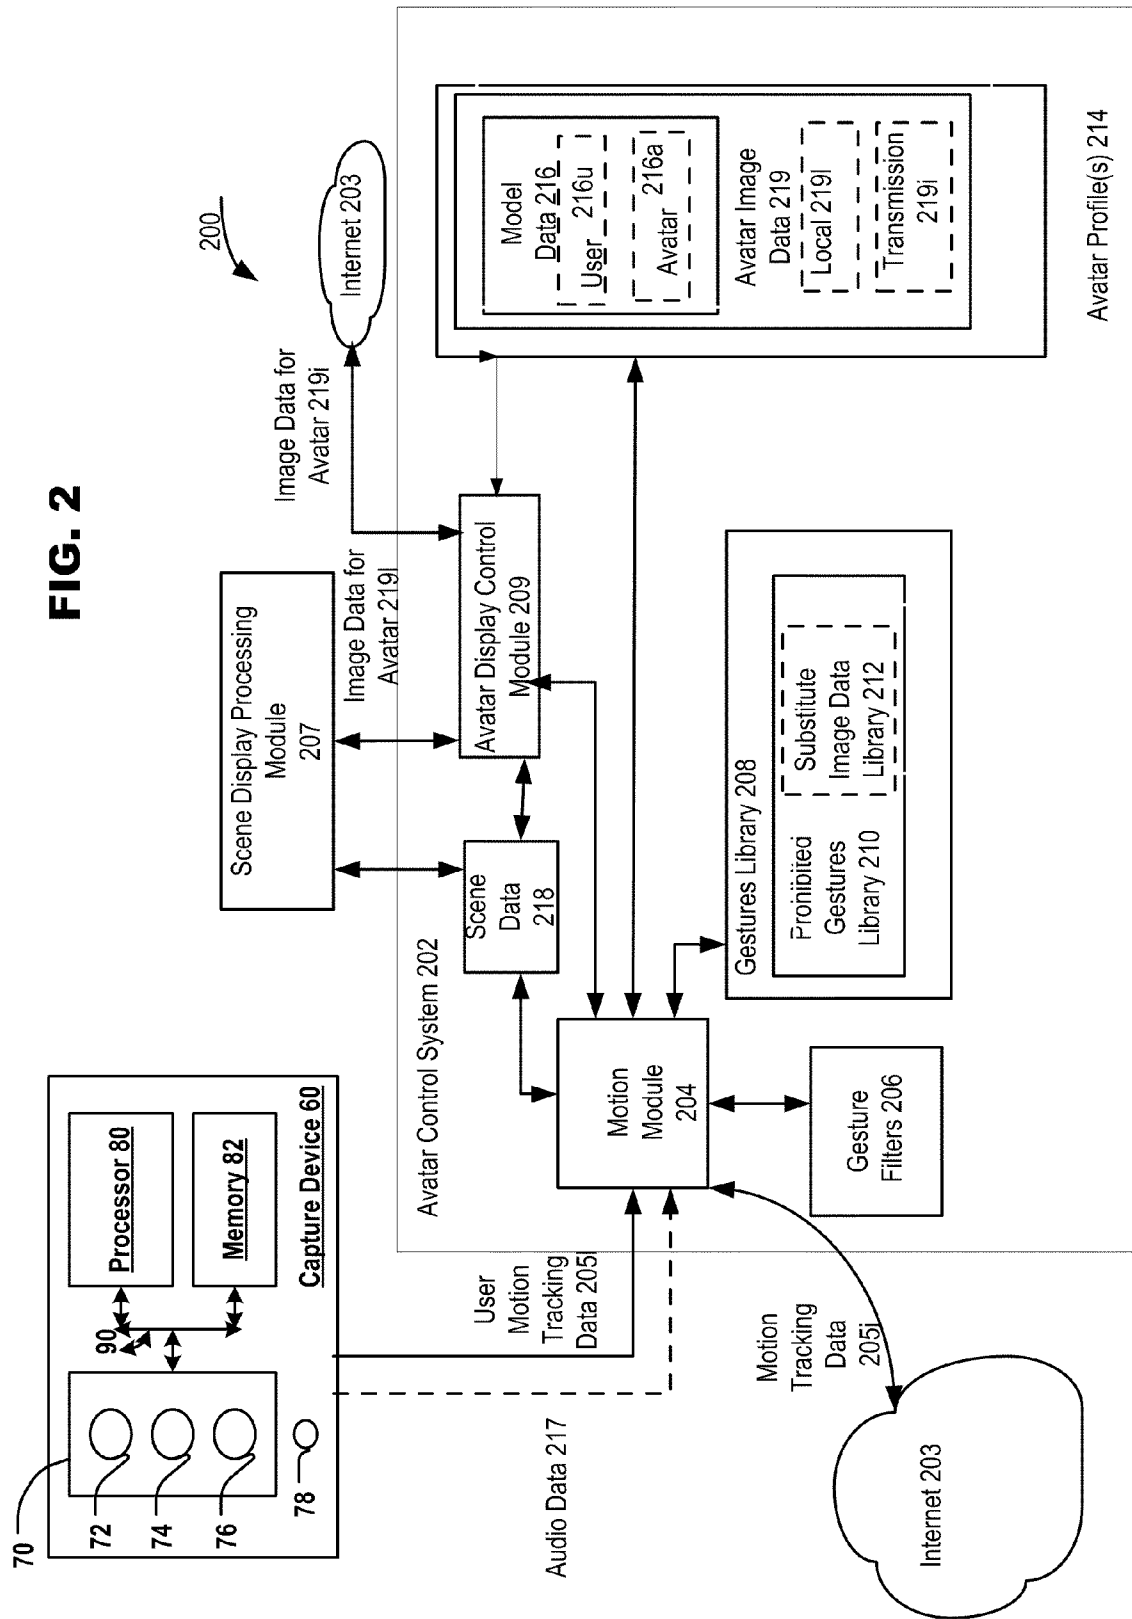 FIG. 2
200
70
72
74
76
78
90
Processor 80
Memory 82
Capture Device 60
Scene Display Processing
Module
207
Internet 203
Image Data for
Avatar 219i
Image Data for
Avatar 219l
User
Motion
Tracking
Data 205l
Audio Data 217
Avatar Control System 202
Scene
Data
218
Avatar Display Control
Module 209
Model
Data 216
User 216u
Avatar 216a
Avatar Image
Data 219
Local 219l
Transmission
219i
Avatar Profile(s) 214
Motion
Module
204
Gestures Library 208
Prohibited
Gestures
Library 210
Substitute
Image Data
Library 212
Gesture
Filters 206
Motion
Tracking
Data
205i
Internet 203